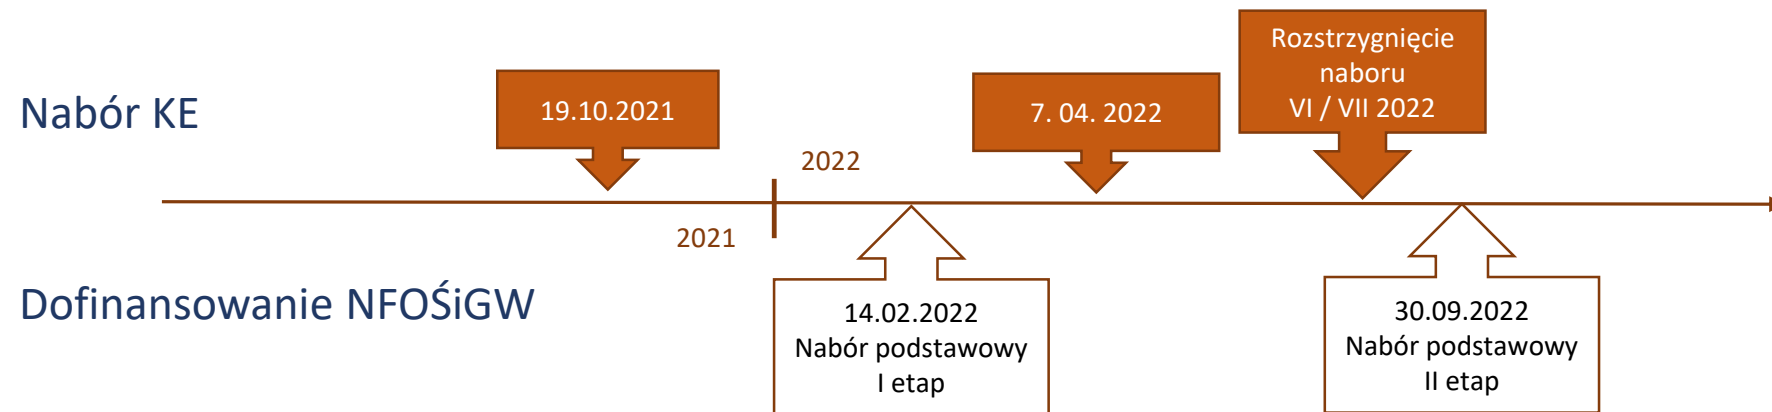 Nabór KE
19.10.2021
7. 04. 2022
Rozstrzygnięcie
naboru
VI / VII 2022
2022
2021
Dofinansowanie NFOŚiGW
14.02.2022
Nabór podstawowy
I etap
30.09.2022
Nabór podstawowy
II etap